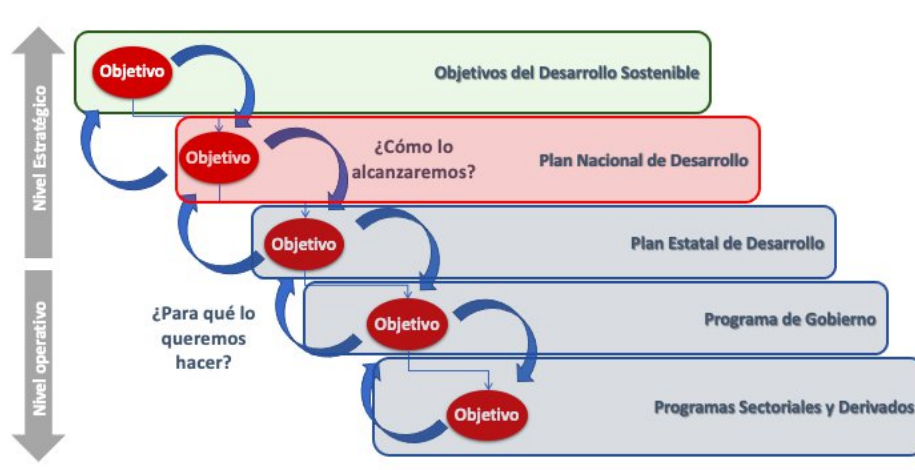 Nivel Estratégico
Nivel operativo
Objetivo
Objetivos del Desarrollo Sostenible
Objetivo
¿Cómo lo
alcanzaremos?
Plan Nacional de Desarrollo
Objetivo
Plan Estatal de Desarrollo
¿Para qué lo
queremos
hacer?
Objetivo
Programa de Gobierno
Objetivo
Programas Sectoriales y Derivados